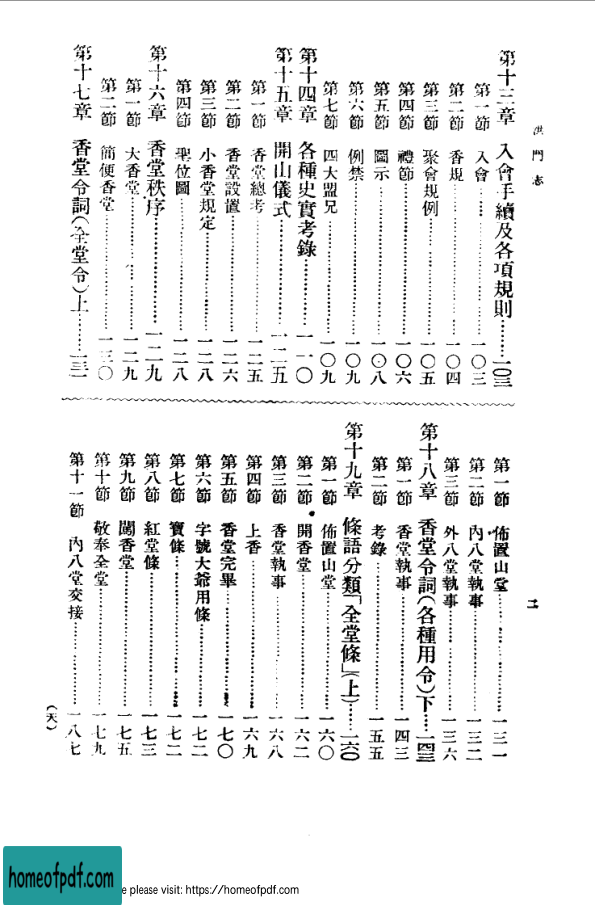 洪門志
第十三章 入會手續及各項規則……一〇三
第一節 入會……一〇三
第二節 香規……一〇四
第三節 聚會規例……一〇五
第四節 禮節……一〇六
第五節 圖示……一〇八
第六節 例禁……一〇九
第七節 四大盟兄……一〇九
第十四章 各種史實考錄……一一〇
第十五章 開山儀式……一二五
第一節 香堂總考……一二五
第二節 香堂設置……一二六
第三節 小香堂規定……一二八
第四節 聖位圖……一二八
第十六章 香堂秩序……一二九
第一節 大香堂……一二九
第二節 簡便香堂……一三〇
第十七章 香堂令詞(全堂令)上……一三一
二
第一節 佈置山堂……一三一
第二節 內八堂執事……一三二
第三節 外八堂執事……一三六
第十八章 香堂令詞(各種用令)下……一四三
第一節 香堂執事……一四三
第二節 考錄……一五五
第十九章 條語分類「全堂條」(上)……一六〇
第一節 佈置山堂……一六〇
第二節 開香堂……一六二
第三節 香堂執事……一六八
第四節 上香……一六九
第五節 香堂完畢……一七〇
第六節 字號大爺用條……一七二
第七節 寶條……一七二
第八節 紅堂條……一七三
第九節 闖香堂……一七五
第十節 敬奉全堂……一七九
第十一節 內八堂交接……一八七
(天)
homeofpdf.com
e please visit: https://homeofpdf.com